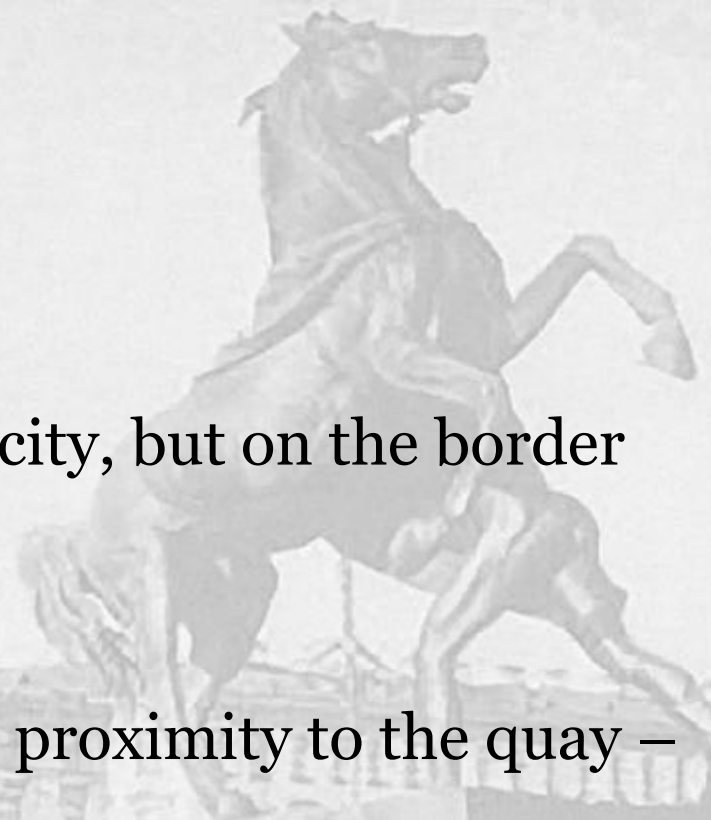 city, but on the border
proximity to the quay –